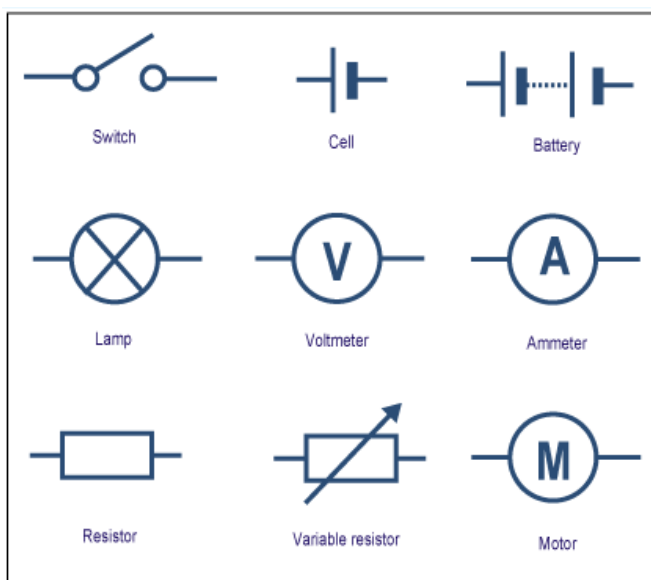 Switch
Cell
Battery
V
A
Lamp
Voltmeter
Ammeter
M
Resistor
Variable resistor
Motor